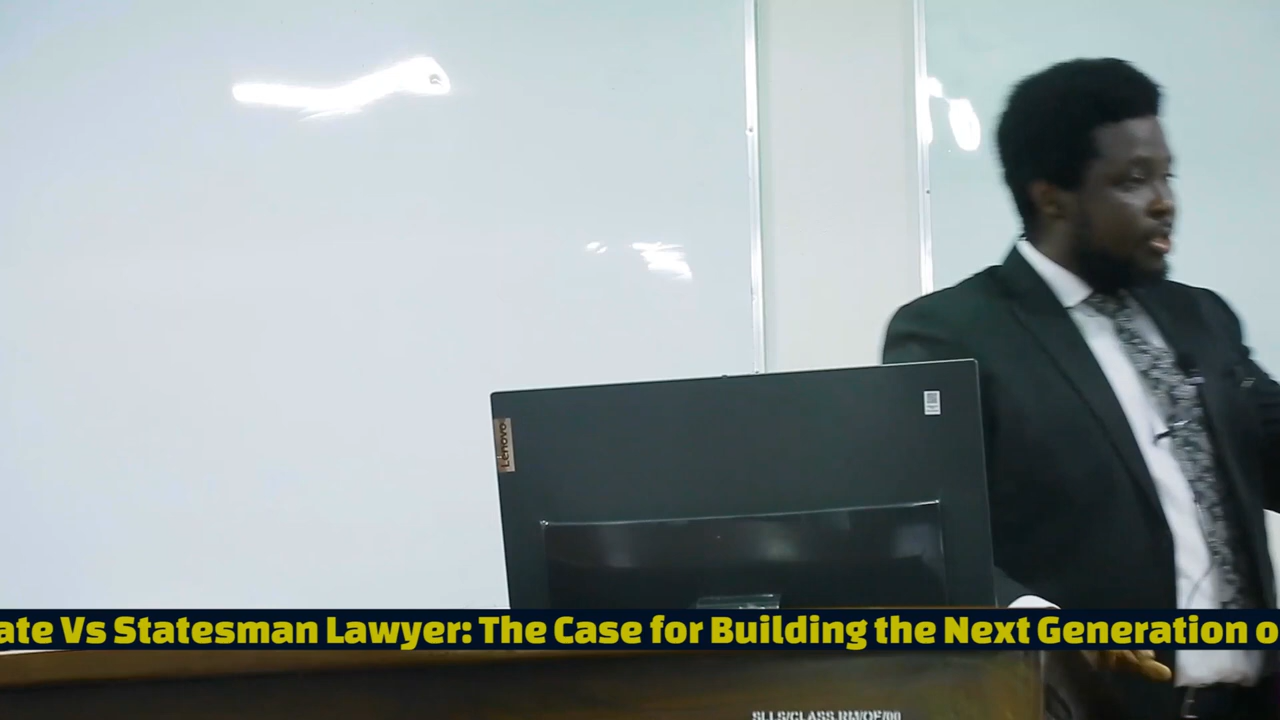 Lenovo
ate Vs Statesman Lawyer: The Case for Building the Next Generation o